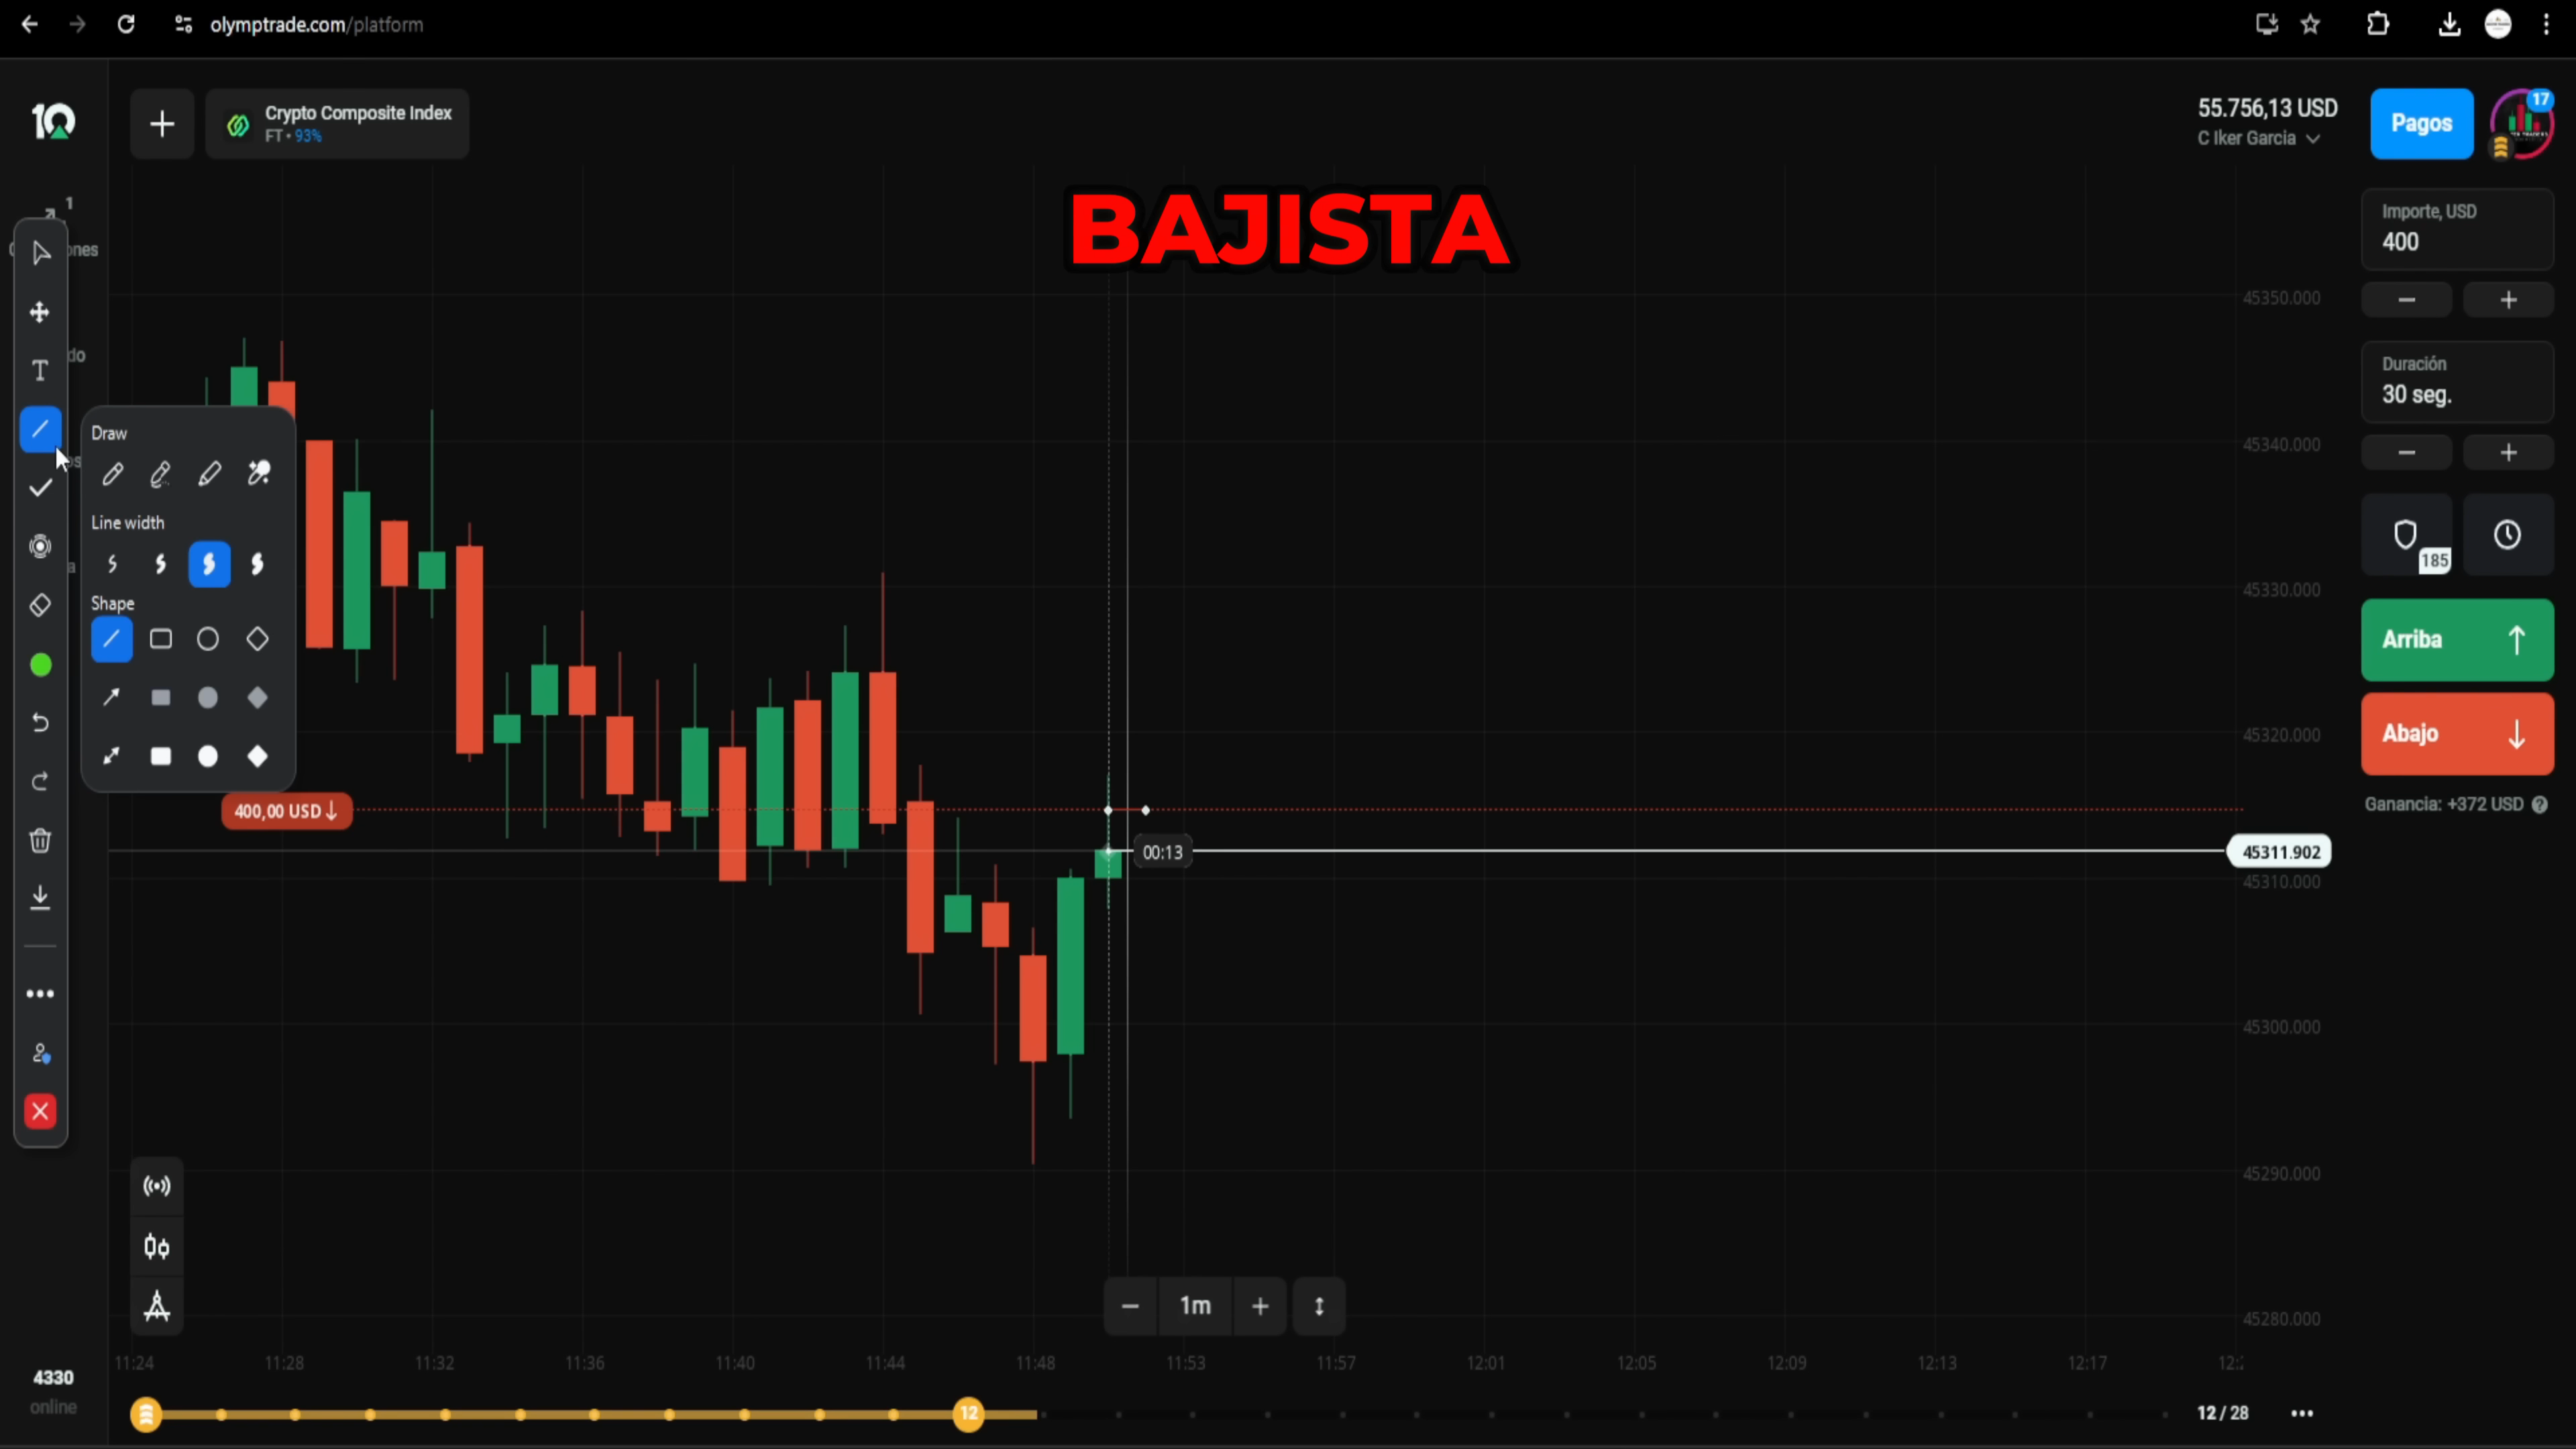 olymptrade.com/platform
Crypto Composite Index
FT • 93%
55.756,13 USD
C Iker Garcia
Pagos
17
BAJISTA
1
ones
do
os
a
Draw
Line width
Shape
Importe, USD
400
Duración
30 seg.
185
Arriba ↑
Abajo ↓
Ganancia: +372 USD
400,00 USD ↓
00:13
45350.000
45340.000
45330.000
45320.000
45311.902
45310.000
45300.000
45290.000
45280.000
− 1m +
11:24 11:28 11:32 11:36 11:40 11:44 11:48 11:53 11:57 12:01 12:05 12:09 12:13 12:17
4330
online
12
12 / 28